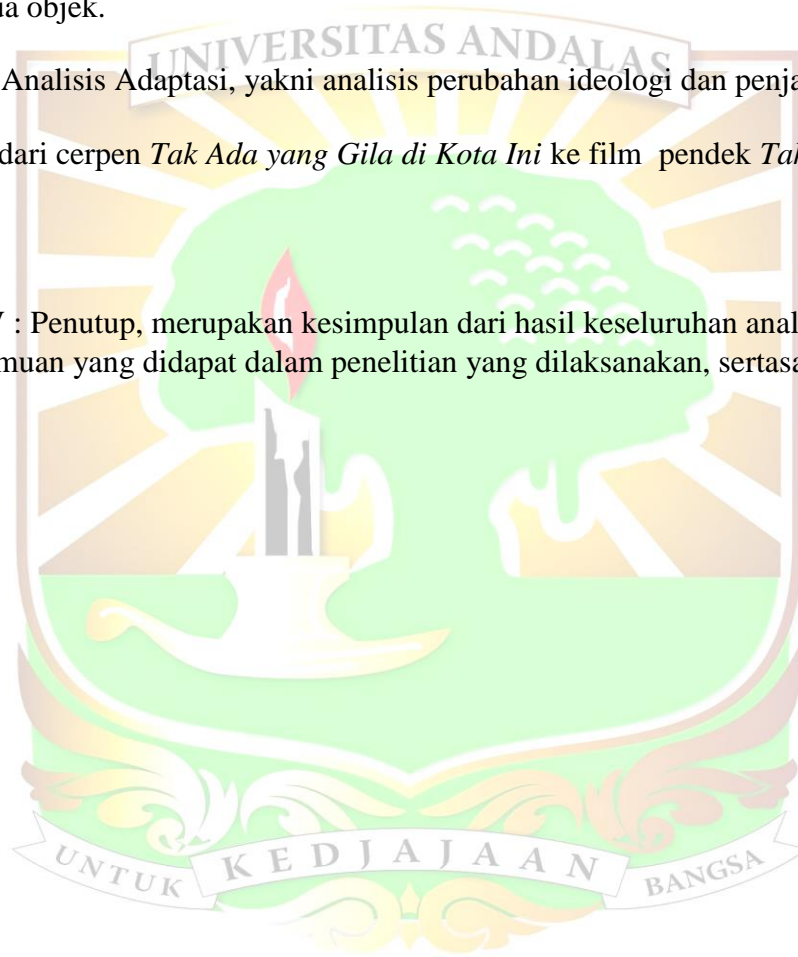 ua objek.
UNIVERSITAS ANDALAS
Analisis Adaptasi, yakni analisis perubahan ideologi dan penja
dari cerpen Tak Ada yang Gila di Kota Ini ke film pendek Tak
: Penutup, merupakan kesimpulan dari hasil keseluruhan anal
muan yang didapat dalam penelitian yang dilaksanakan, sertasa
UNTUK KEDJAJAAN BANGSA